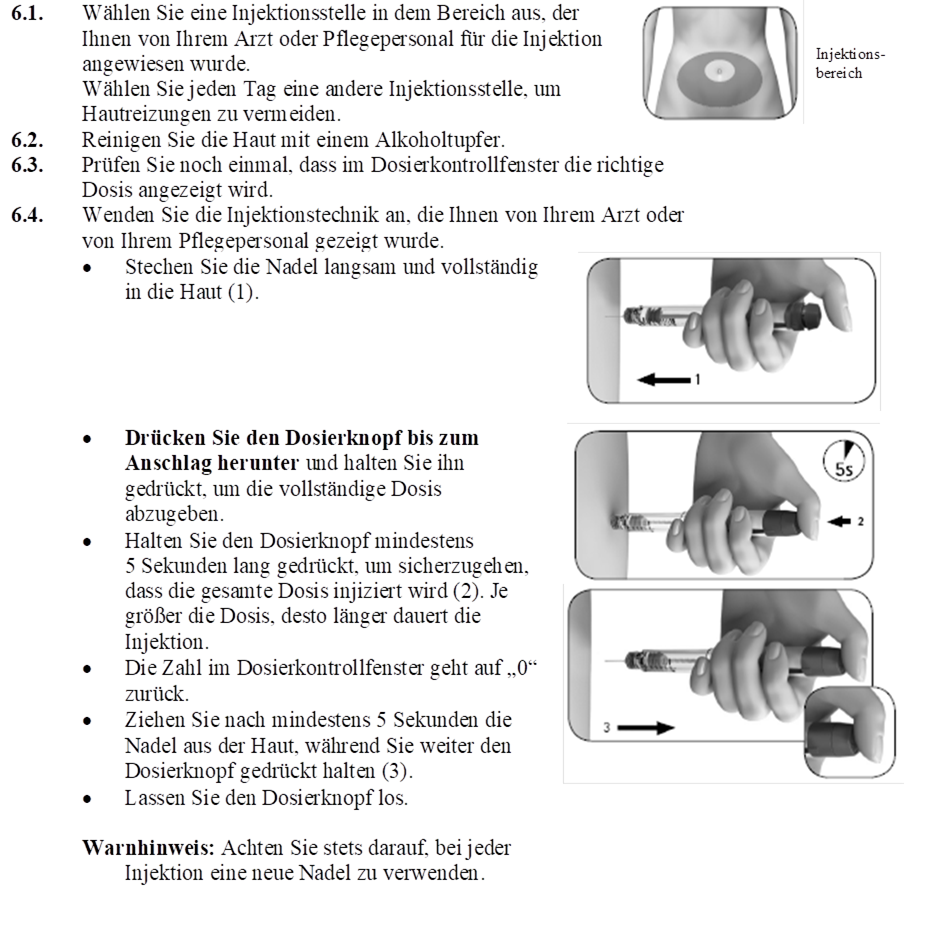 6.1. Wählen Sie eine Injektionsstelle in dem Bereich aus, der
Ihnen von Ihrem Arzt oder Pflegepersonal für die Injektion
angewiesen wurde.
Wählen Sie jeden Tag eine andere Injektionsstelle, um
Hautreizungen zu vermeiden.
Injektions-
bereich
6.2. Reinigen Sie die Haut mit einem Alkoholtupfer.
6.3. Prüfen Sie noch einmal, dass im Dosierkontrollfenster die richtige
Dosis angezeigt wird.
6.4. Wenden Sie die Injektionstechnik an, die Ihnen von Ihrem Arzt oder
von Ihrem Pflegepersonal gezeigt wurde.
• Stechen Sie die Nadel langsam und vollständig
in die Haut (1).
1
• Drücken Sie den Dosierknopf bis zum
Anschlag herunter und halten Sie ihn
gedrückt, um die vollständige Dosis
abzugeben.
• Halten Sie den Dosierknopf mindestens
5 Sekunden lang gedrückt, um sicherzugehen,
dass die gesamte Dosis injiziert wird (2). Je
größer die Dosis, desto länger dauert die
Injektion.
5s
2
• Die Zahl im Dosierkontrollfenster geht auf „0“
zurück.
• Ziehen Sie nach mindestens 5 Sekunden die
Nadel aus der Haut, während Sie weiter den
Dosierknopf gedrückt halten (3).
3
• Lassen Sie den Dosierknopf los.
Warnhinweis: Achten Sie stets darauf, bei jeder
Injektion eine neue Nadel zu verwenden.